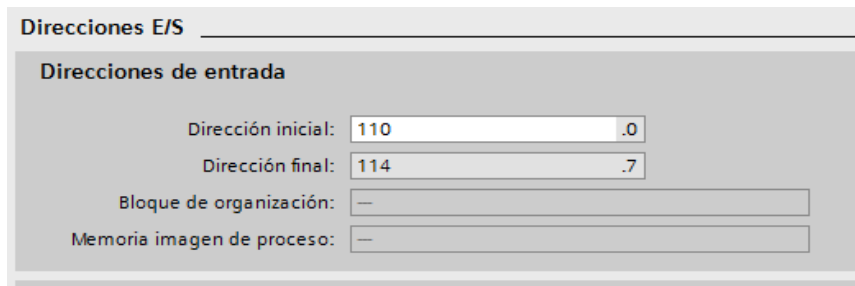 Direcciones E/S
Direcciones de entrada
Dirección inicial: 110 .0
Dirección final: 114 .7
Bloque de organización: —
Memoria imagen de proceso: —